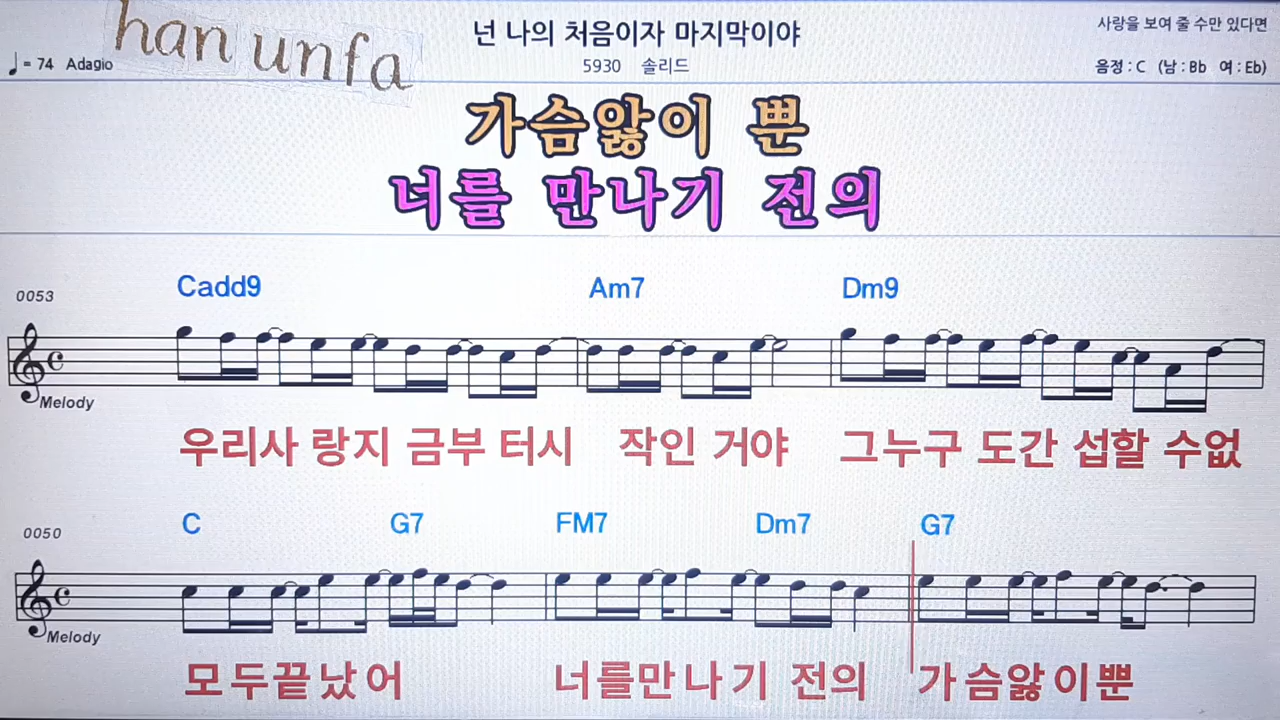 han unfa
넌 나의 처음이자 마지막이야
사랑을 보여 줄 수만 있다면
♩= 74 Adagio
5930 솔리드
음정 : C (남 : Bb 여 : Eb)
가슴앓이 뿐
너를 만나기 전의
Cadd9 Am7 Dm9
0053
Melody
우리사 랑지 금부 터시 작인 거야 그누구 도간 섭할 수없
C G7 FM7 Dm7 G7
0050
Melody
모두끝났어 너를만나기 전의 가슴앓이뿐